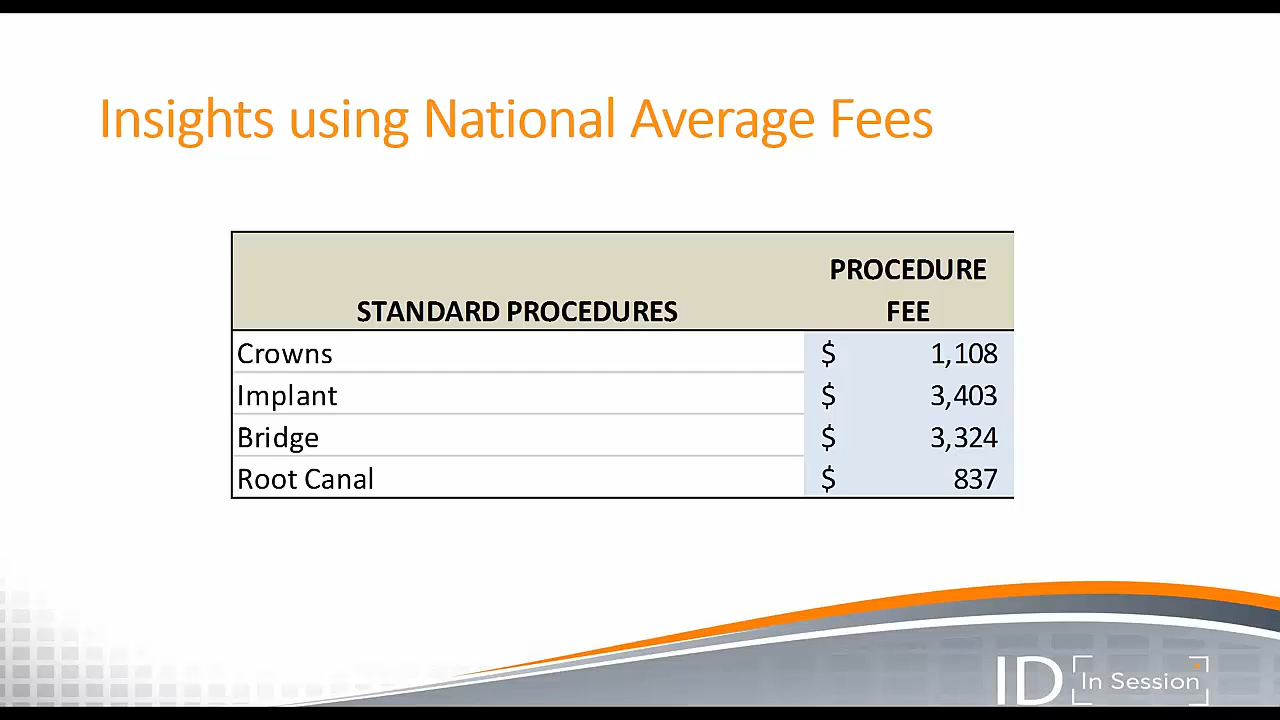 Insights using National Average Fees
STANDARD PROCEDURES PROCEDURE FEE
Crowns $ 1,108
Implant $ 3,403
Bridge $ 3,324
Root Canal $ 837
ID In Session